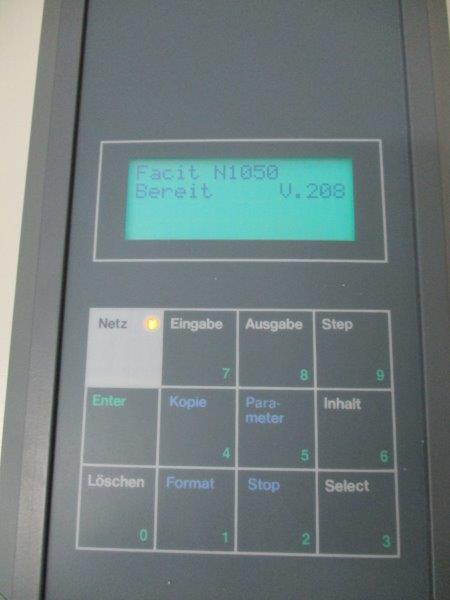 Facit N1050
Bereit V.208
Netz Eingabe Ausgabe Step
7 8 9
Enter Kopie Para-
meter Inhalt
4 5 6
Löschen Format Stop Select
0 1 2 3